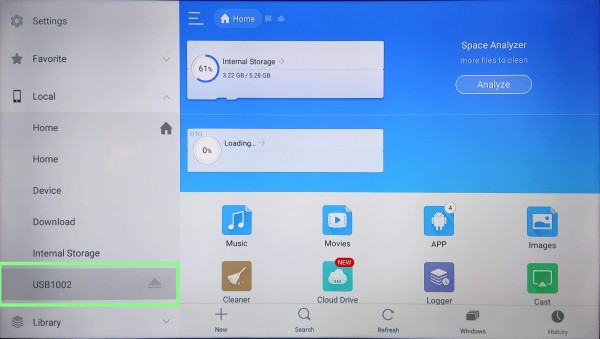 Settings
Favorite
Local
Home
Home
Device
Download
Internal Storage
USB1002
Library
Home
61%
Internal Storage
3.22 GB / 5.28 GB
Space Analyzer
more files to clean
Analyze
OTG
0%
Loading..
Music
Movies
4
APP
Images
Cleaner
NEW
Cloud Drive
Logger
Cast
New
Search
Refresh
Windows
History